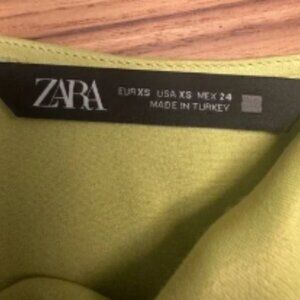 ZARA
EUR XS USA XS MEX 24
MADE IN TURKEY